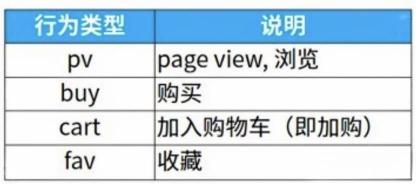 行为类型 说明
pv page view, 浏览
buy 购买
cart 加入购物车（即加购）
fav 收藏